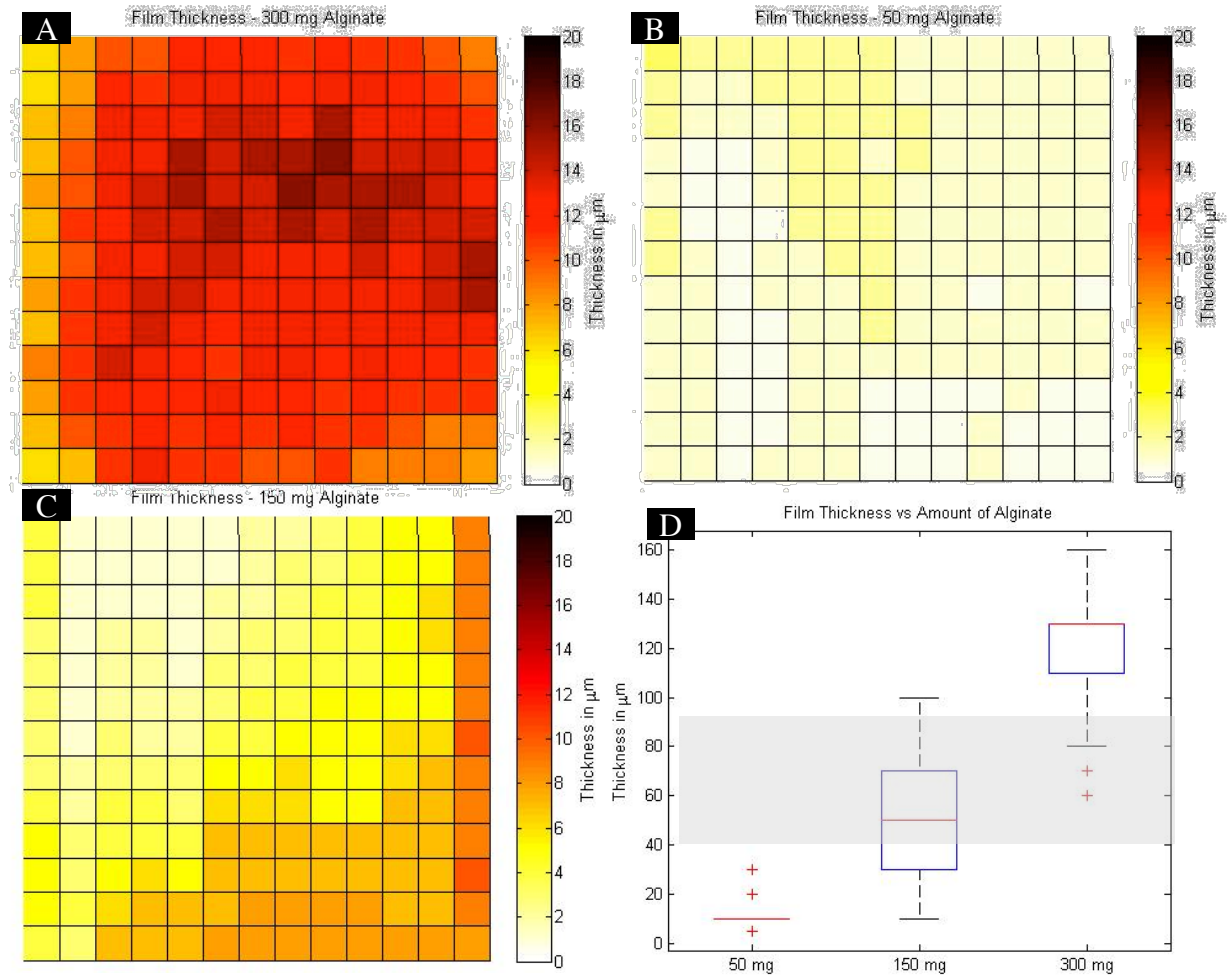 A
Film Thickness - 300 mg Alginate
20
18
16
14
12
10
8
6
4
2
0
Thickness in μm
B
Film Thickness - 50 mg Alginate
20
18
16
14
12
10
8
6
4
2
0
Thickness in μm
C
Film Thickness - 150 mg Alginate
20
18
16
14
12
10
8
6
4
2
0
Thickness in μm
D
Film Thickness vs Amount of Alginate
160
140
120
100
80
60
40
20
0
Thickness in μm
50 mg
150 mg
300 mg